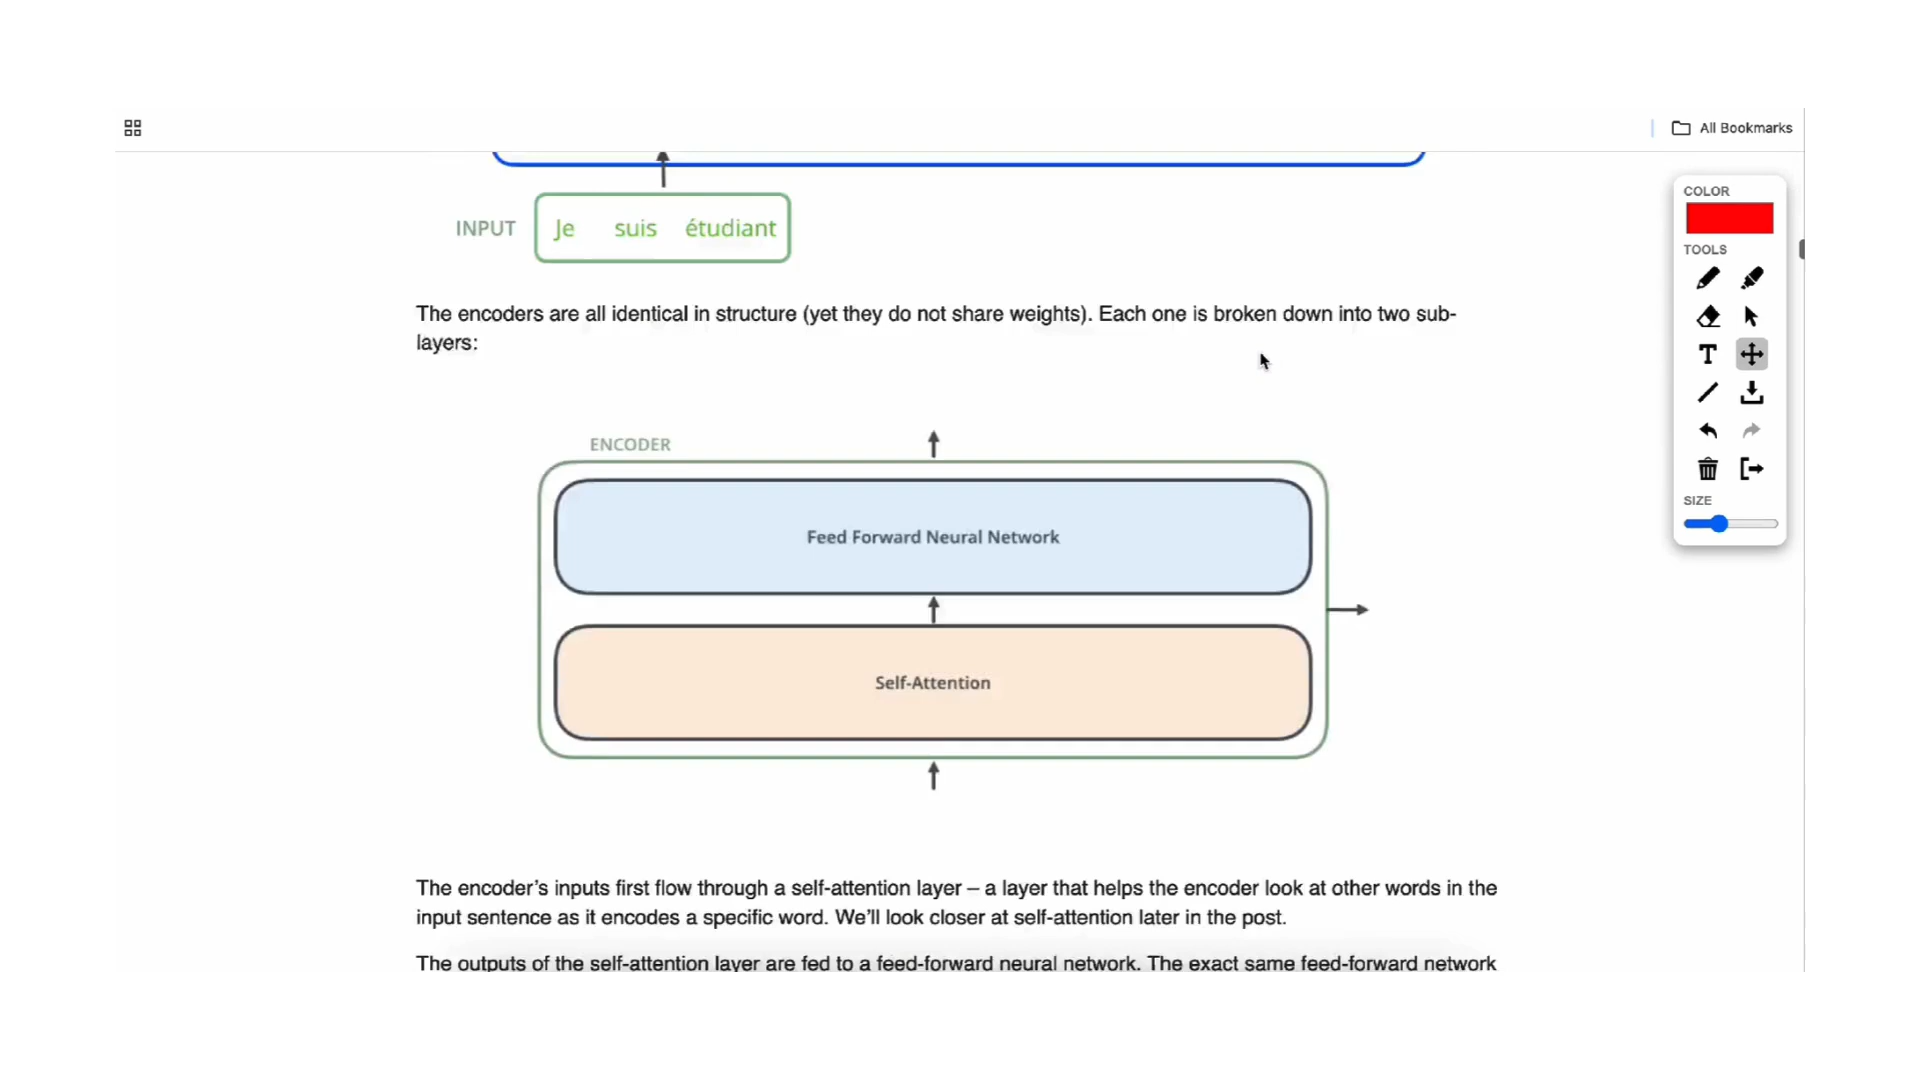 All Bookmarks
COLOR
TOOLS
T
SIZE
INPUT Je suis étudiant
The encoders are all identical in structure (yet they do not share weights). Each one is broken down into two sub-
layers:
ENCODER
Feed Forward Neural Network
Self-Attention
The encoder’s inputs first flow through a self-attention layer – a layer that helps the encoder look at other words in the
input sentence as it encodes a specific word. We’ll look closer at self-attention later in the post.
The outputs of the self-attention layer are fed to a feed-forward neural network. The exact same feed-forward network